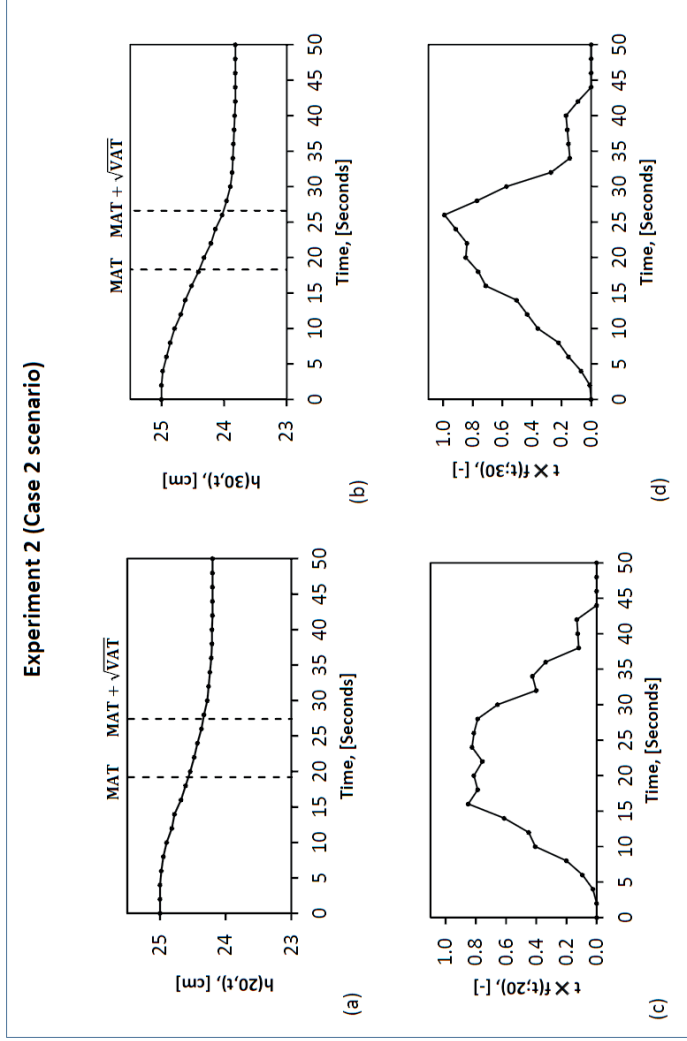 Experiment 2 (Case 2 scenario)
MAT MAT + √VAT
25
24
23
h(20,t), [cm]
0 5 10 15 20 25 30 35 40 45 50
Time, [Seconds]
(a)
MAT MAT + √VAT
25
24
23
h(30,t), [cm]
0 5 10 15 20 25 30 35 40 45 50
Time, [Seconds]
(b)
1.0
0.8
0.6
0.4
0.2
0.0
t X f(t;20), [-]
0 5 10 15 20 25 30 35 40 45 50
Time, [Seconds]
(c)
1.0
0.8
0.6
0.4
0.2
0.0
t X f(t;30), [-]
0 5 10 15 20 25 30 35 40 45 50
Time, [Seconds]
(d)